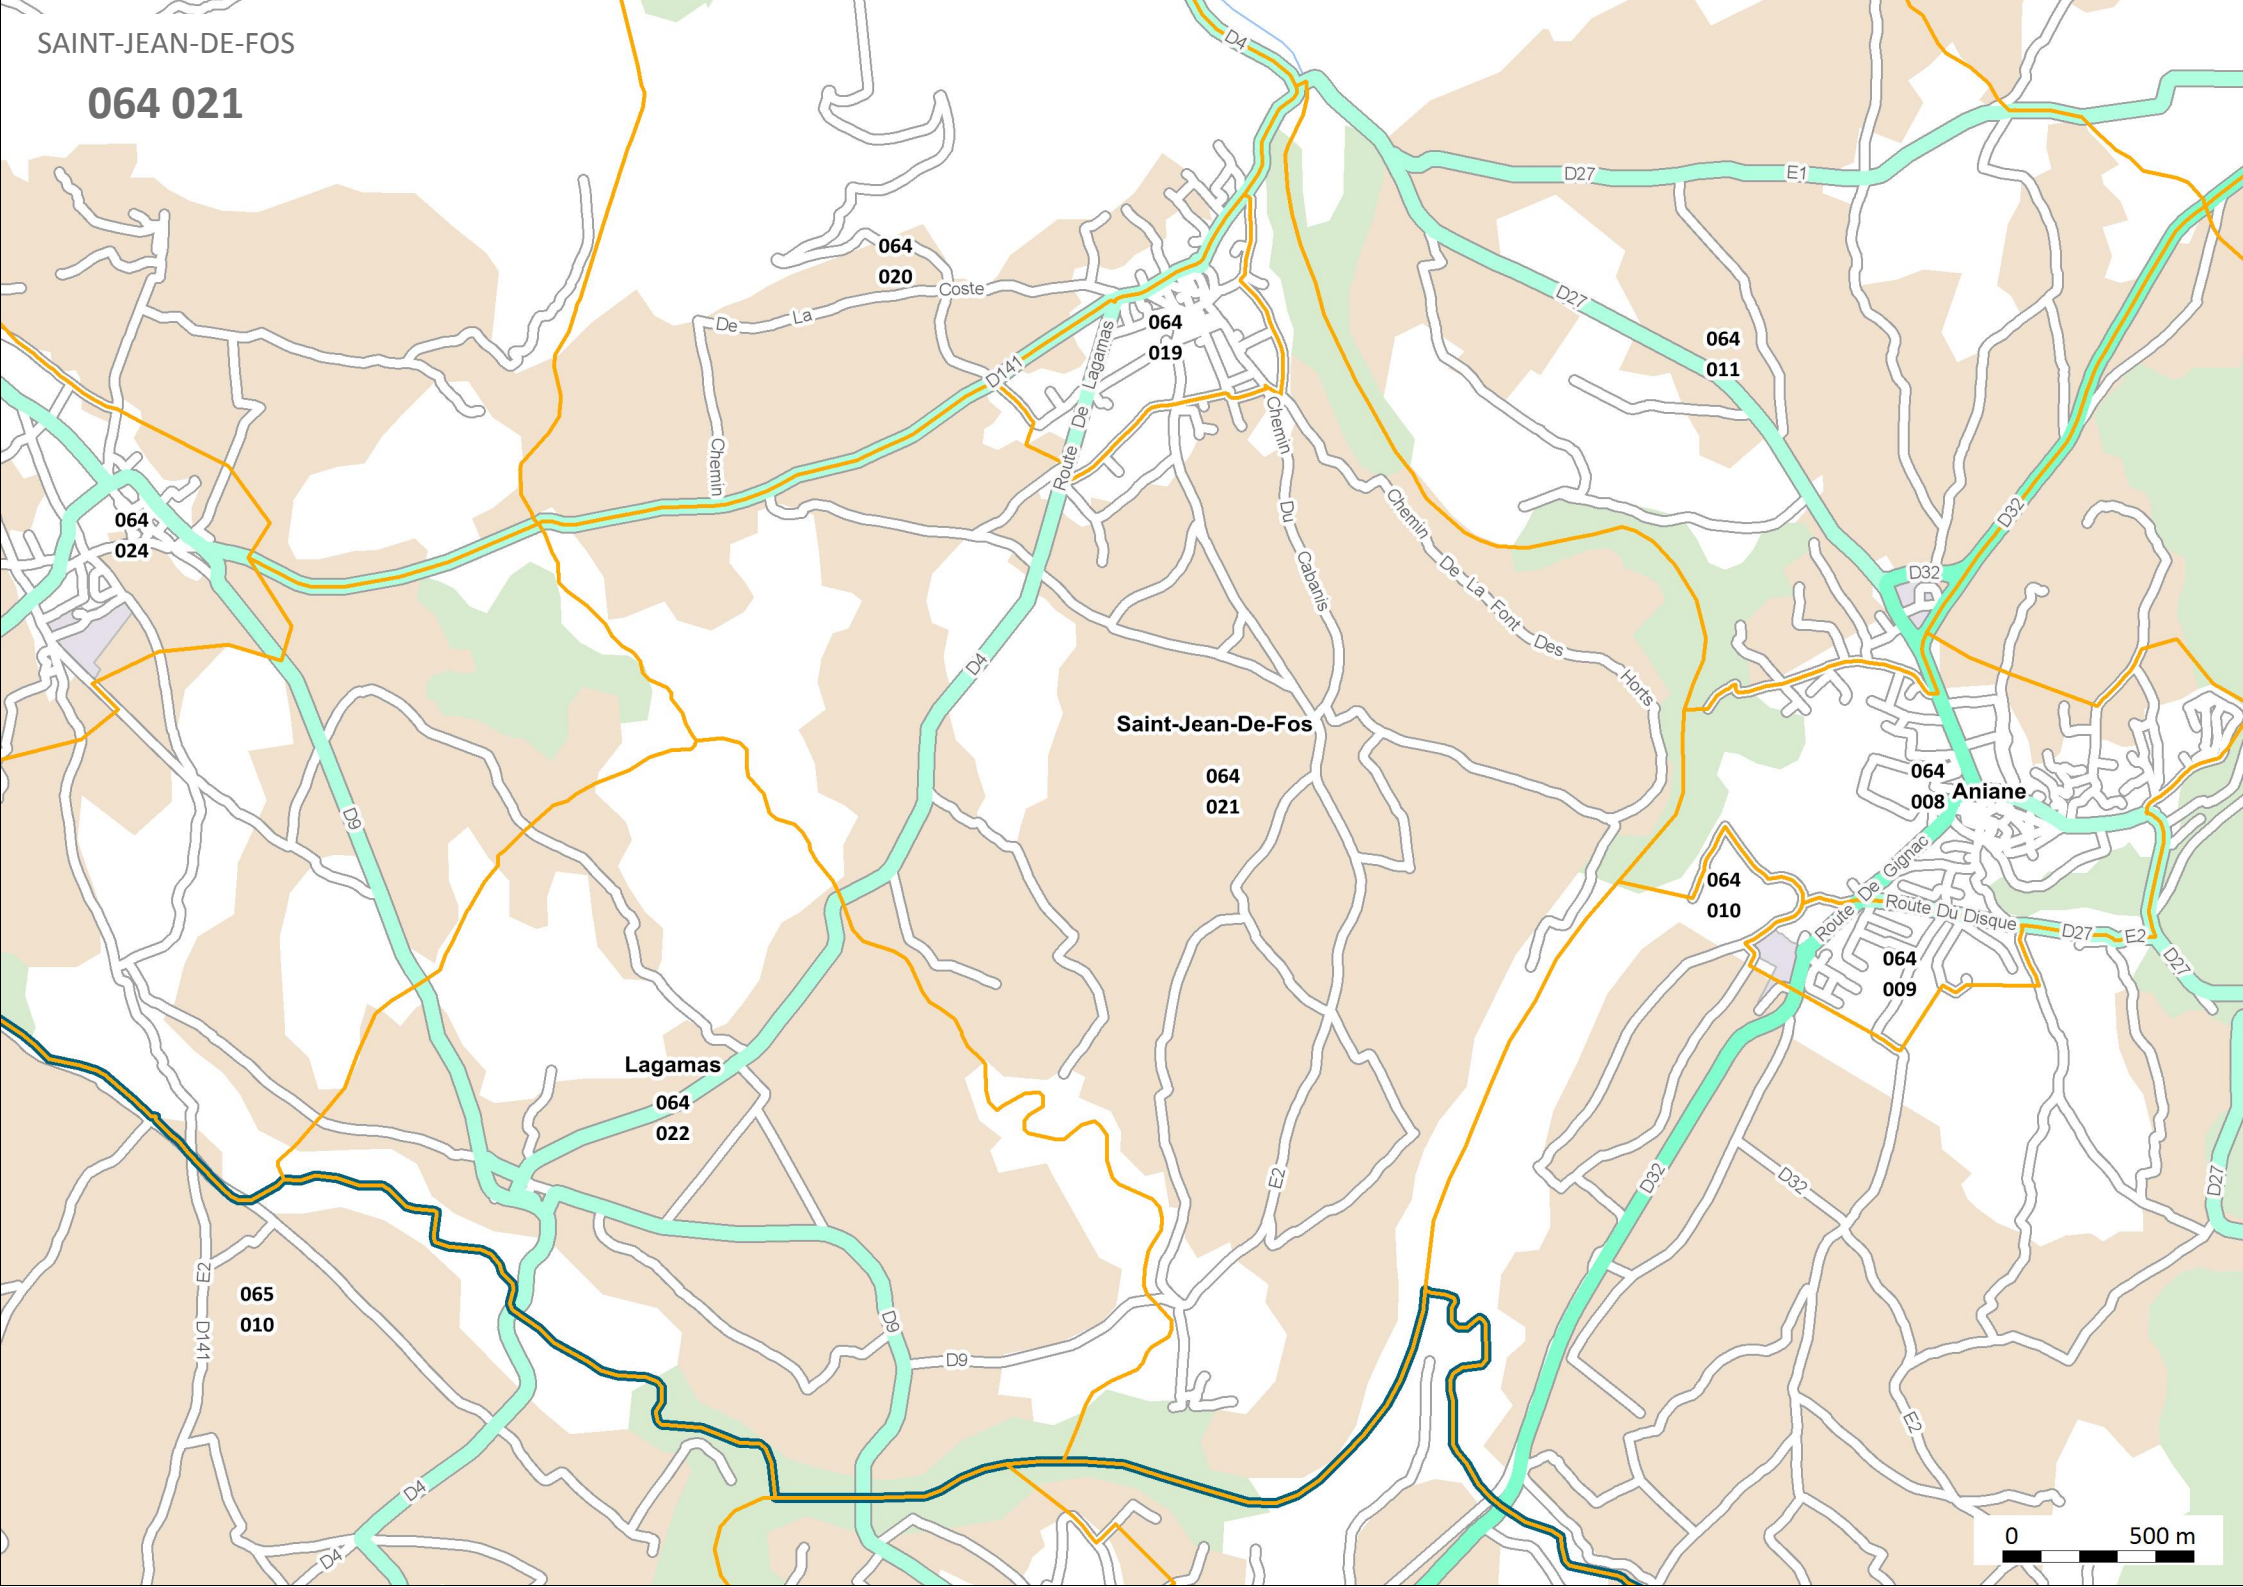 SAINT-JEAN-DE-FOS
064 021
D4
D27
E1
064
020
Coste
La
De
Chemin
D141
Route De Lagamas
064
019
D27
064
011
Chemin Du Cabanis
Chemin De La Font Des Horts
D32
D32
064
024
D4
Saint-Jean-De-Fos
064
021
D9
064
008
Aniane
Route De Gignac
064
010
Route Du Disque
D27
E2
D27
064
009
Lagamas
064
022
E2
D32
D32
D27
E2
065
010
D141
D9
D9
E2
D4
D4
0 500 m